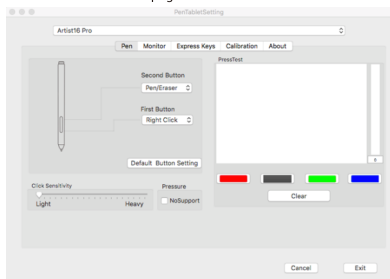 PenTabletSetting
Artist16 Pro
Pen Monitor Express Keys Calibration About
Second Button
Pen/Eraser
First Button
Right Click
Default Button Setting
Click Sensitivity
Light Heavy
Pressure
NoSupport
PressTest
Clear
Cancel Exit